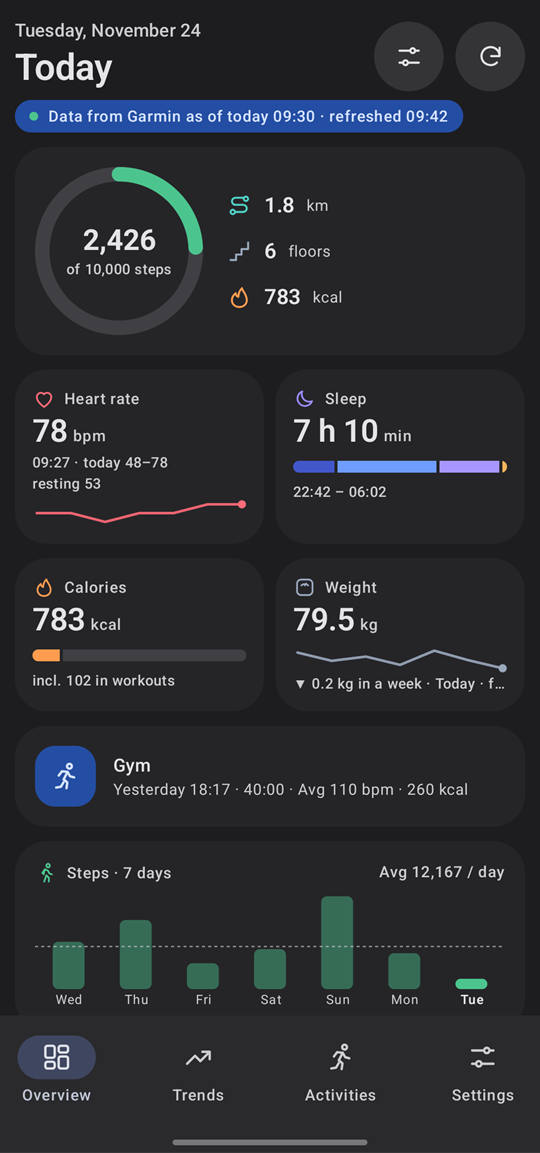 Tuesday, November 24
Today
Data from Garmin as of today 09:30 · refreshed 09:42
2,426
of 10,000 steps
1.8 km
6 floors
783 kcal
Heart rate
78 bpm
09:27 · today 48–78
resting 53
Sleep
7 h 10 min
22:42 – 06:02
Calories
783 kcal
incl. 102 in workouts
Weight
79.5 kg
▼ 0.2 kg in a week · Today · f…
Gym
Yesterday 18:17 · 40:00 · Avg 110 bpm · 260 kcal
Steps · 7 days
Avg 12,167 / day
Wed Thu Fri Sat Sun Mon Tue
Overview Trends Activities Settings